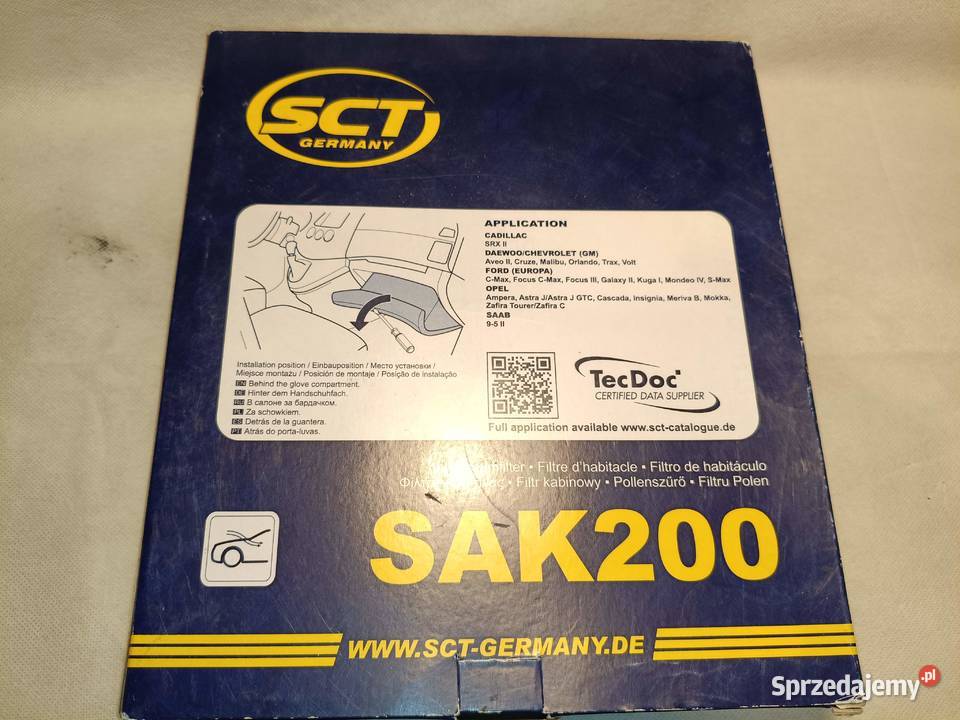 SCT
GERMANY
APPLICATION
CADILLAC
SRX II
DAEWOO/CHEVROLET (GM)
Aveo II, Cruze, Malibu, Orlando, Trax, Volt
FORD (EUROPA)
C-Max, Focus C-Max, Focus III, Galaxy II, Kuga I, Mondeo IV, S-Max
OPEL
Ampera, Astra J/Astra J GTC, Cascada, Insignia, Meriva B, Mokka,
Zafira Tourer/Zafira C
SAAB
9-5 II
Installation position / Einbauposition / Место установки /
Miejsce montażu / Posición de montaje / Posição de instalação
EN Behind the glove compartment.
DE Hinter dem Handschuhfach.
RU В салоне за бардачком.
PL Za schowkiem.
ES Detrás de la guantera.
PT Atrás do porta-luvas.
TecDoc
CERTIFIED DATA SUPPLIER
Full application available www.sct-catalogue.de
• Filtre d'habitacle • Filtro de habitáculo
• Filtr kabinowy • Pollenszűrő • Filtru Polen
SAK200
WWW.SCT-GERMANY.DE
Sprzedajemy.pl